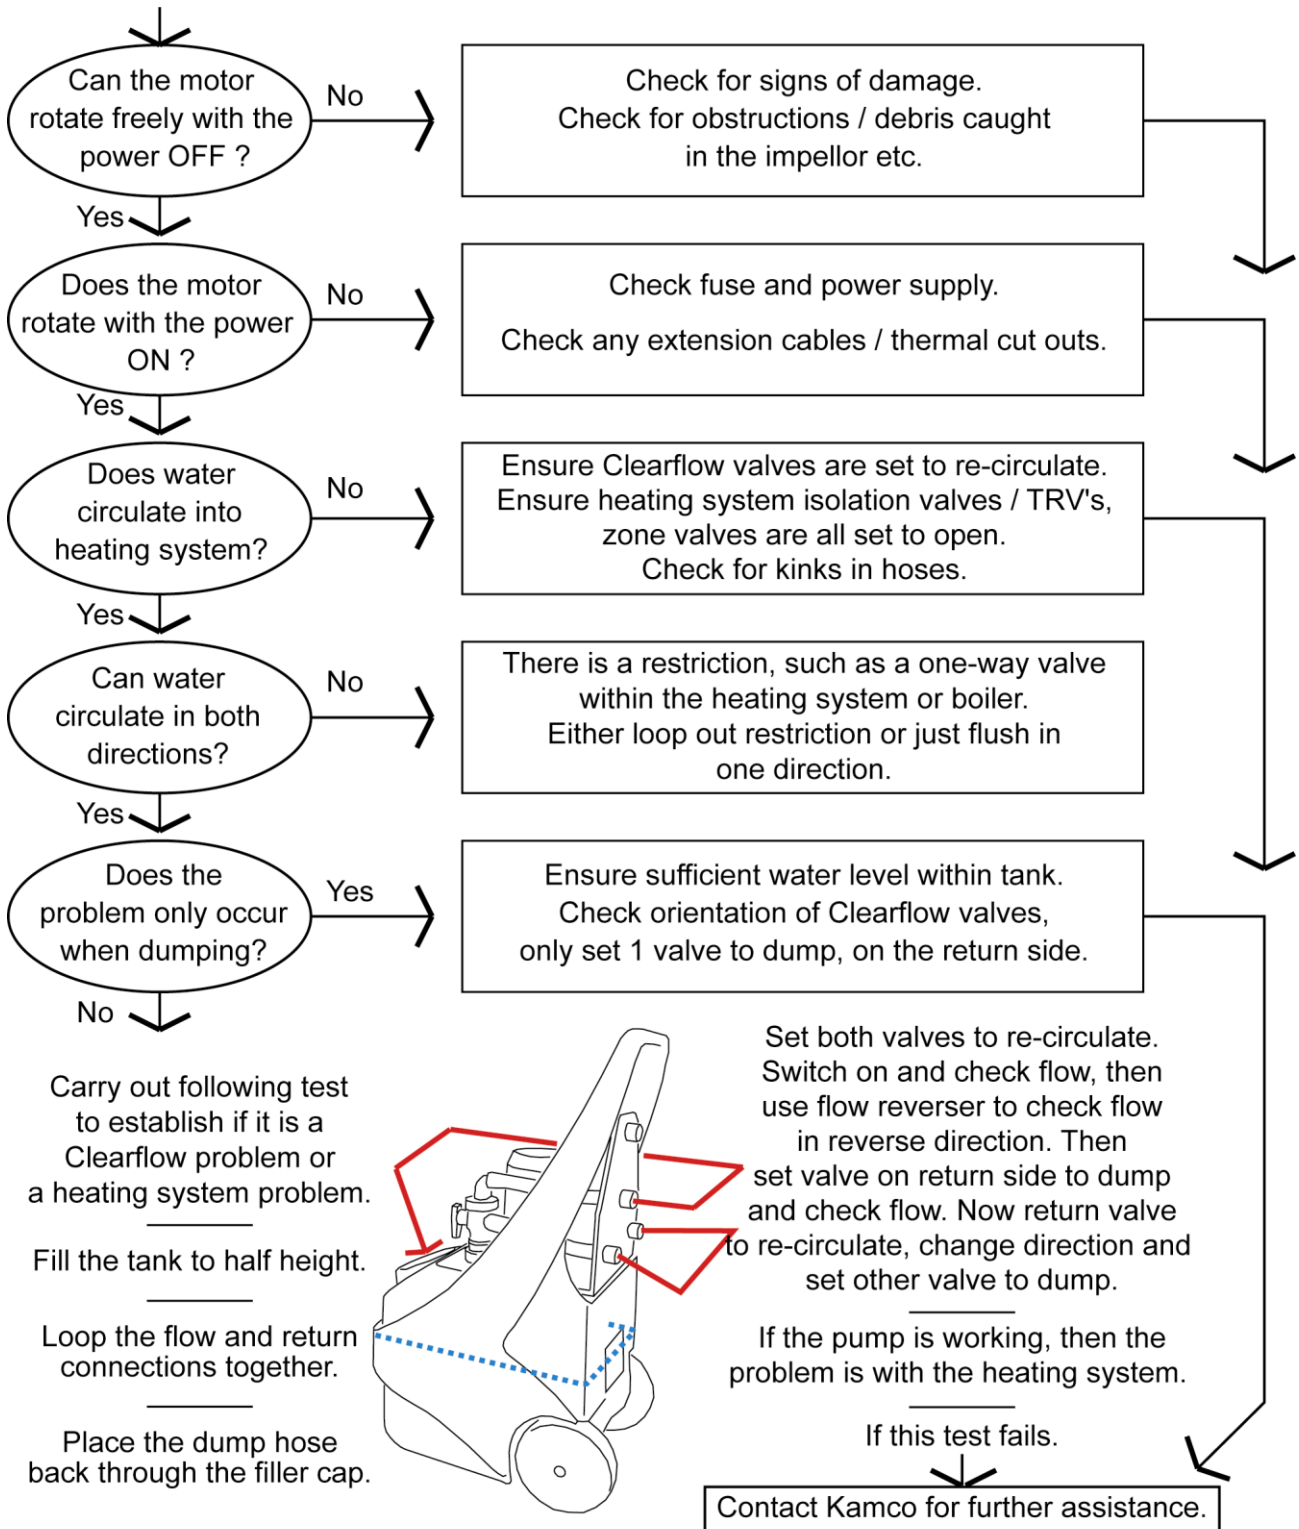 Can the motor
rotate freely with the
power OFF ?
No
Check for signs of damage.
Check for obstructions / debris caught
in the impellor etc.
Yes
Does the motor
rotate with the power
ON ?
No
Check fuse and power supply.
Check any extension cables / thermal cut outs.
Yes
Does water
circulate into
heating system?
No
Ensure Clearflow valves are set to re-circulate.
Ensure heating system isolation valves / TRV's,
zone valves are all set to open.
Check for kinks in hoses.
Yes
Can water
circulate in both
directions?
No
There is a restriction, such as a one-way valve
within the heating system or boiler.
Either loop out restriction or just flush in
one direction.
Yes
Does the
problem only occur
when dumping?
Yes
Ensure sufficient water level within tank.
Check orientation of Clearflow valves,
only set 1 valve to dump, on the return side.
No
Carry out following test
to establish if it is a
Clearflow problem or
a heating system problem.
Fill the tank to half height.
Loop the flow and return
connections together.
Place the dump hose
back through the filler cap.
Set both valves to re-circulate.
Switch on and check flow, then
use flow reverser to check flow
in reverse direction. Then
set valve on return side to dump
and check flow. Now return valve
to re-circulate, change direction and
set other valve to dump.
If the pump is working, then the
problem is with the heating system.
If this test fails.
Contact Kamco for further assistance.